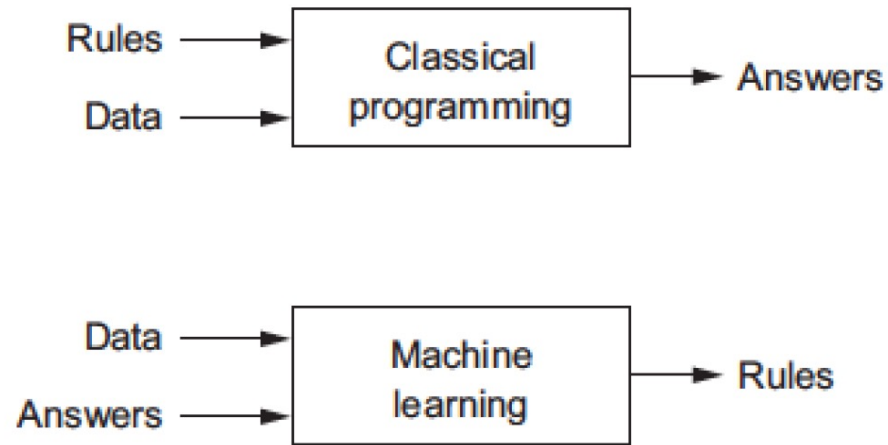 Rules
Data
Classical
programming
Answers
Data
Answers
Machine
learning
Rules